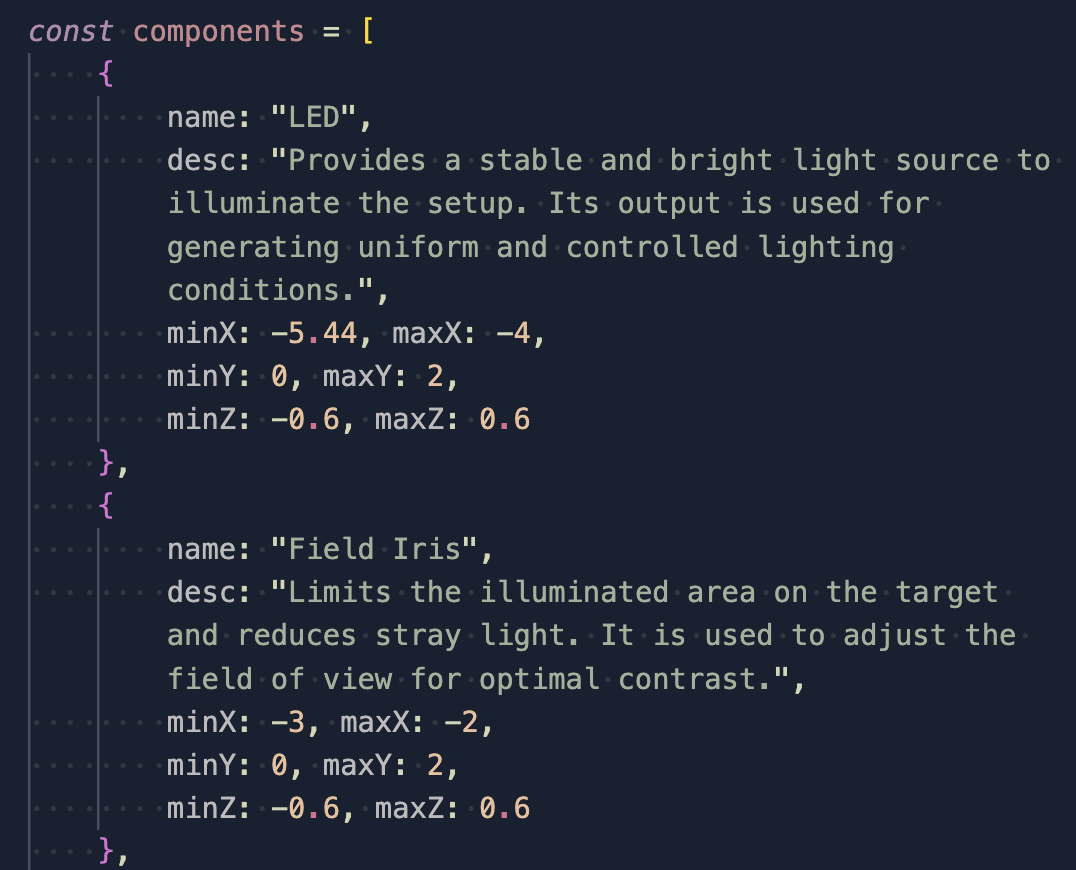 const components = [
{
name: "LED",
desc: "Provides a stable and bright light source to
illuminate the setup. Its output is used for
generating uniform and controlled lighting
conditions.",
minX: -5.44, maxX: -4,
minY: 0, maxY: 2,
minZ: -0.6, maxZ: 0.6
},
{
name: "Field Iris",
desc: "Limits the illuminated area on the target
and reduces stray light. It is used to adjust the
field of view for optimal contrast.",
minX: -3, maxX: -2,
minY: 0, maxY: 2,
minZ: -0.6, maxZ: 0.6
},